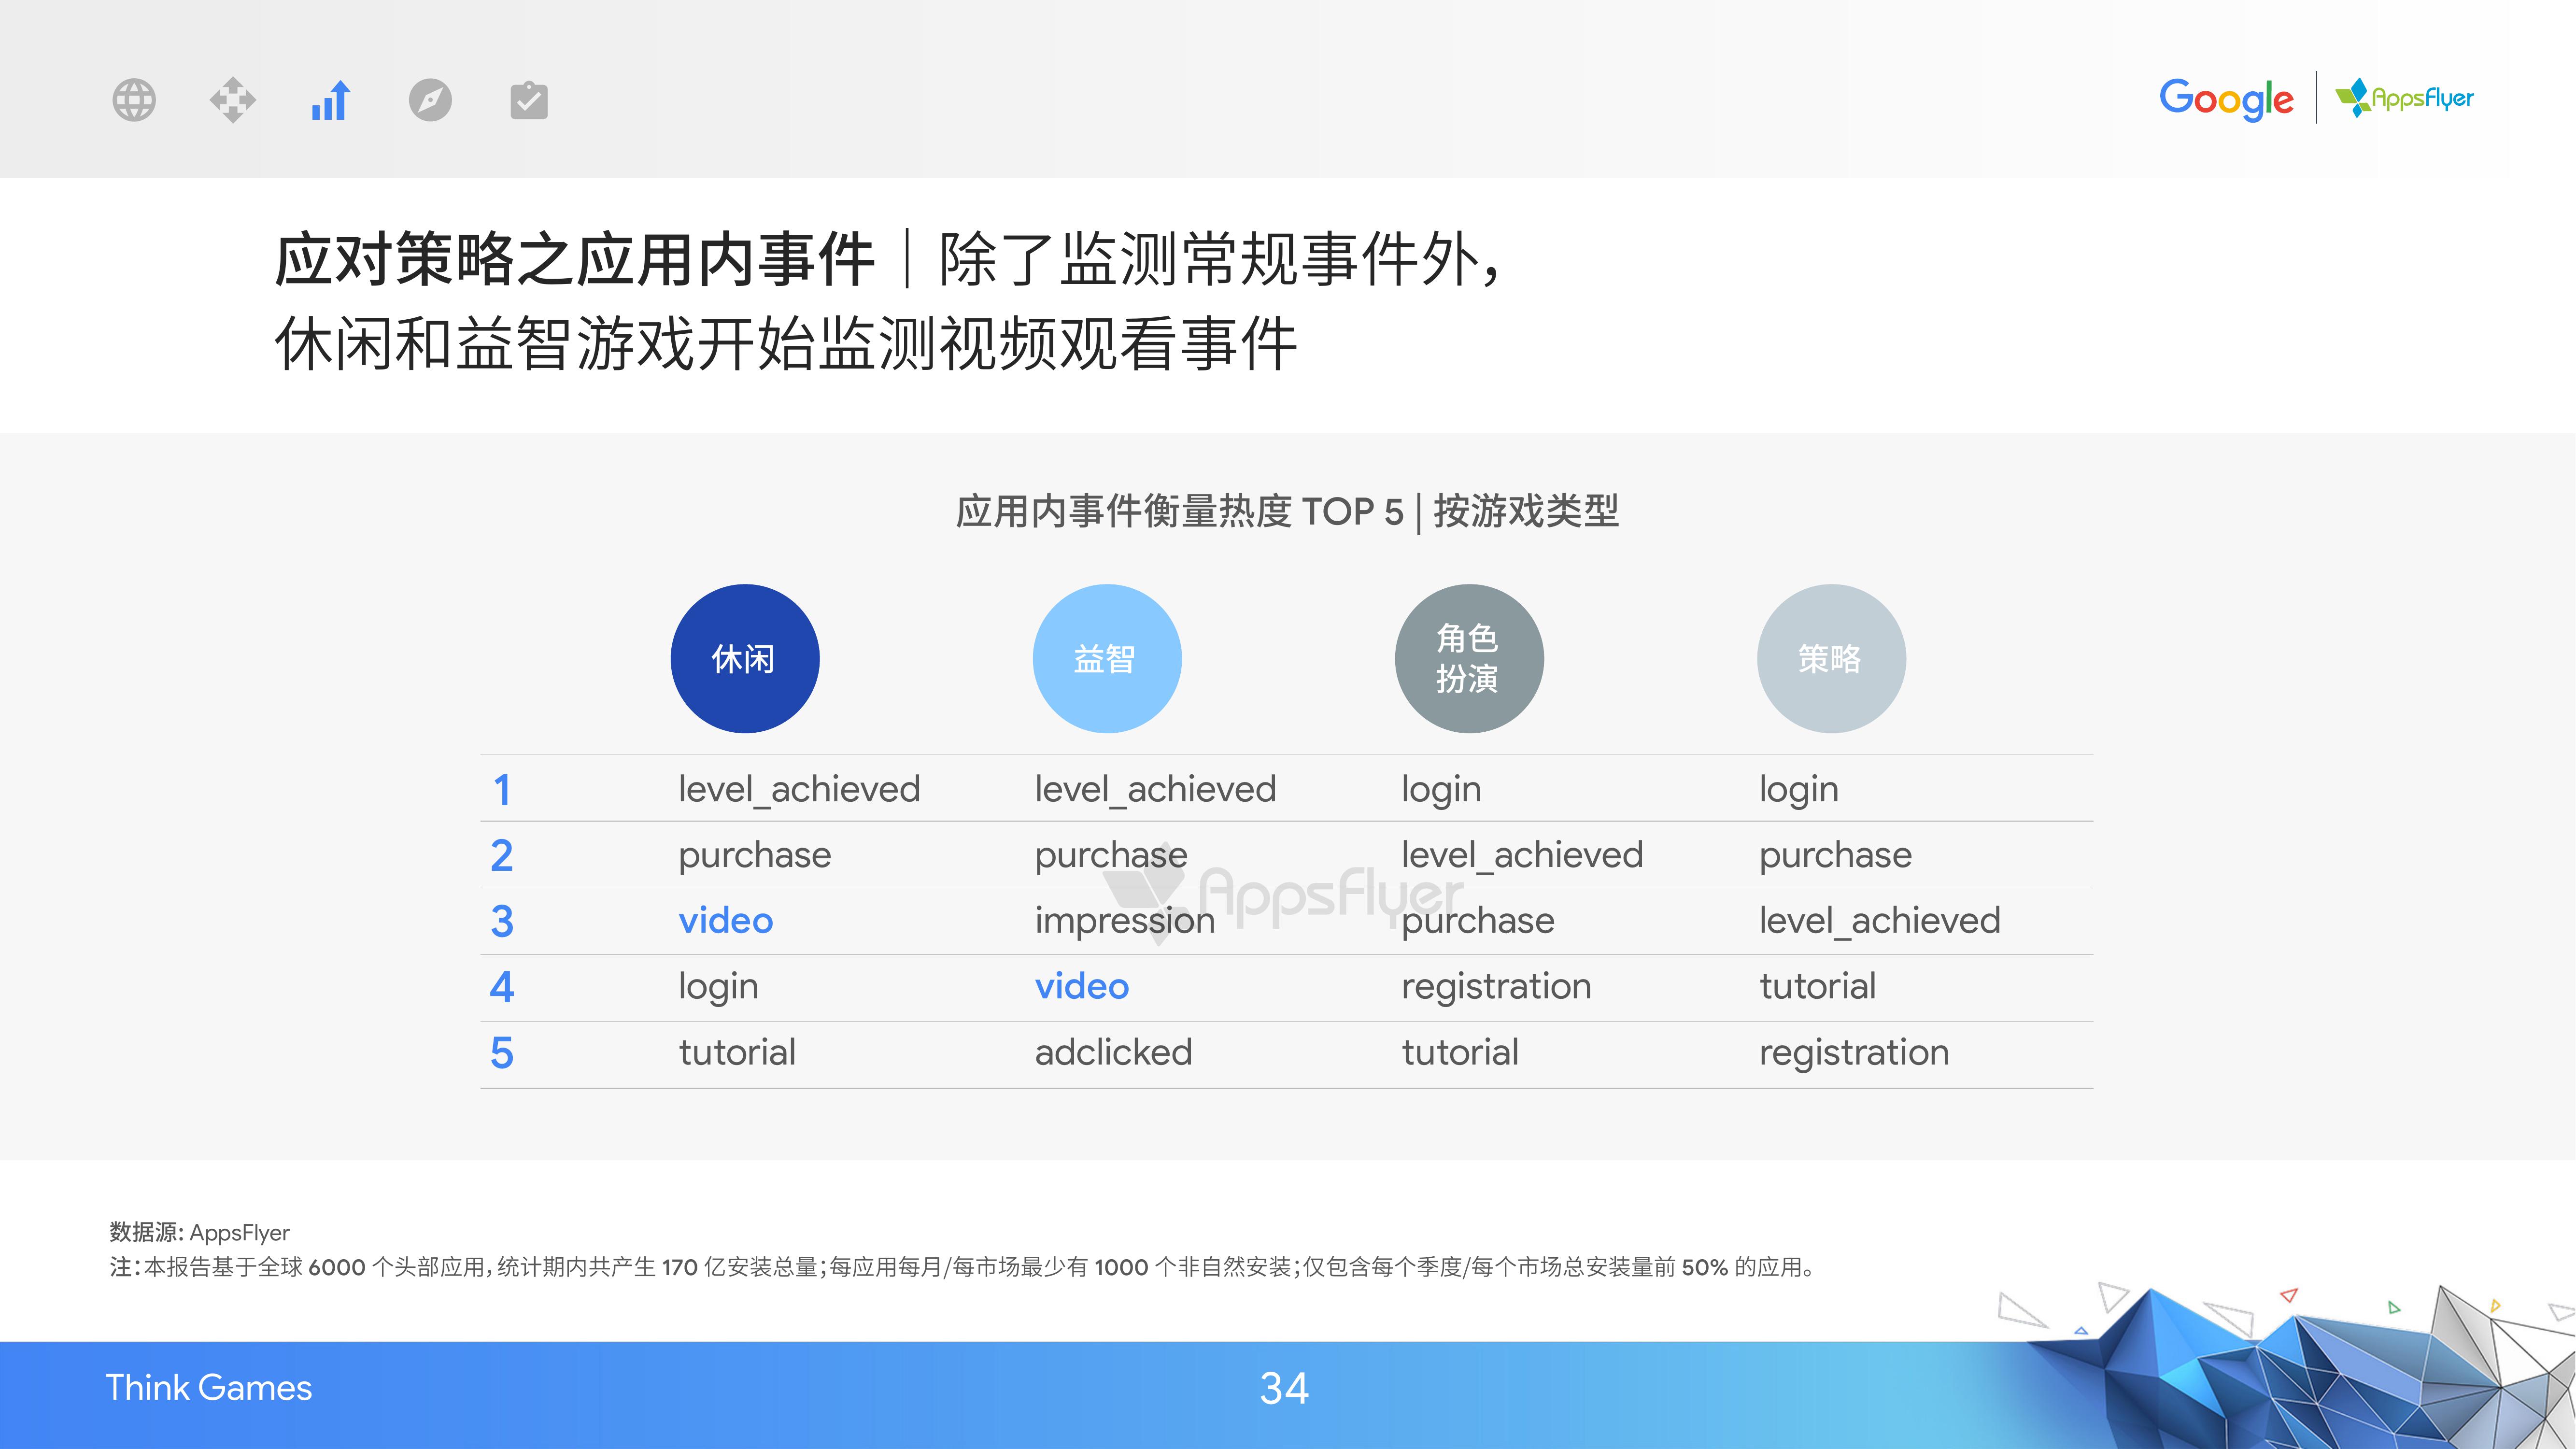 Google | AppsFlyer
应对策略之应用内事件｜除了监测常规事件外，
休闲和益智游戏开始监测视频观看事件
应用内事件衡量热度 TOP 5 | 按游戏类型
休闲 益智 角色扮演 策略
1 level_achieved level_achieved login login
2 purchase purchase level_achieved purchase
AppsFlyer
3 video impression purchase level_achieved
4 login video registration tutorial
5 tutorial adclicked tutorial registration
数据源: AppsFlyer
注：本报告基于全球 6000 个头部应用，统计期内共产生 170 亿安装总量；每应用每月/每市场最少有 1000 个非自然安装；仅包含每个季度/每个市场总安装量前 50% 的应用。
Think Games 34